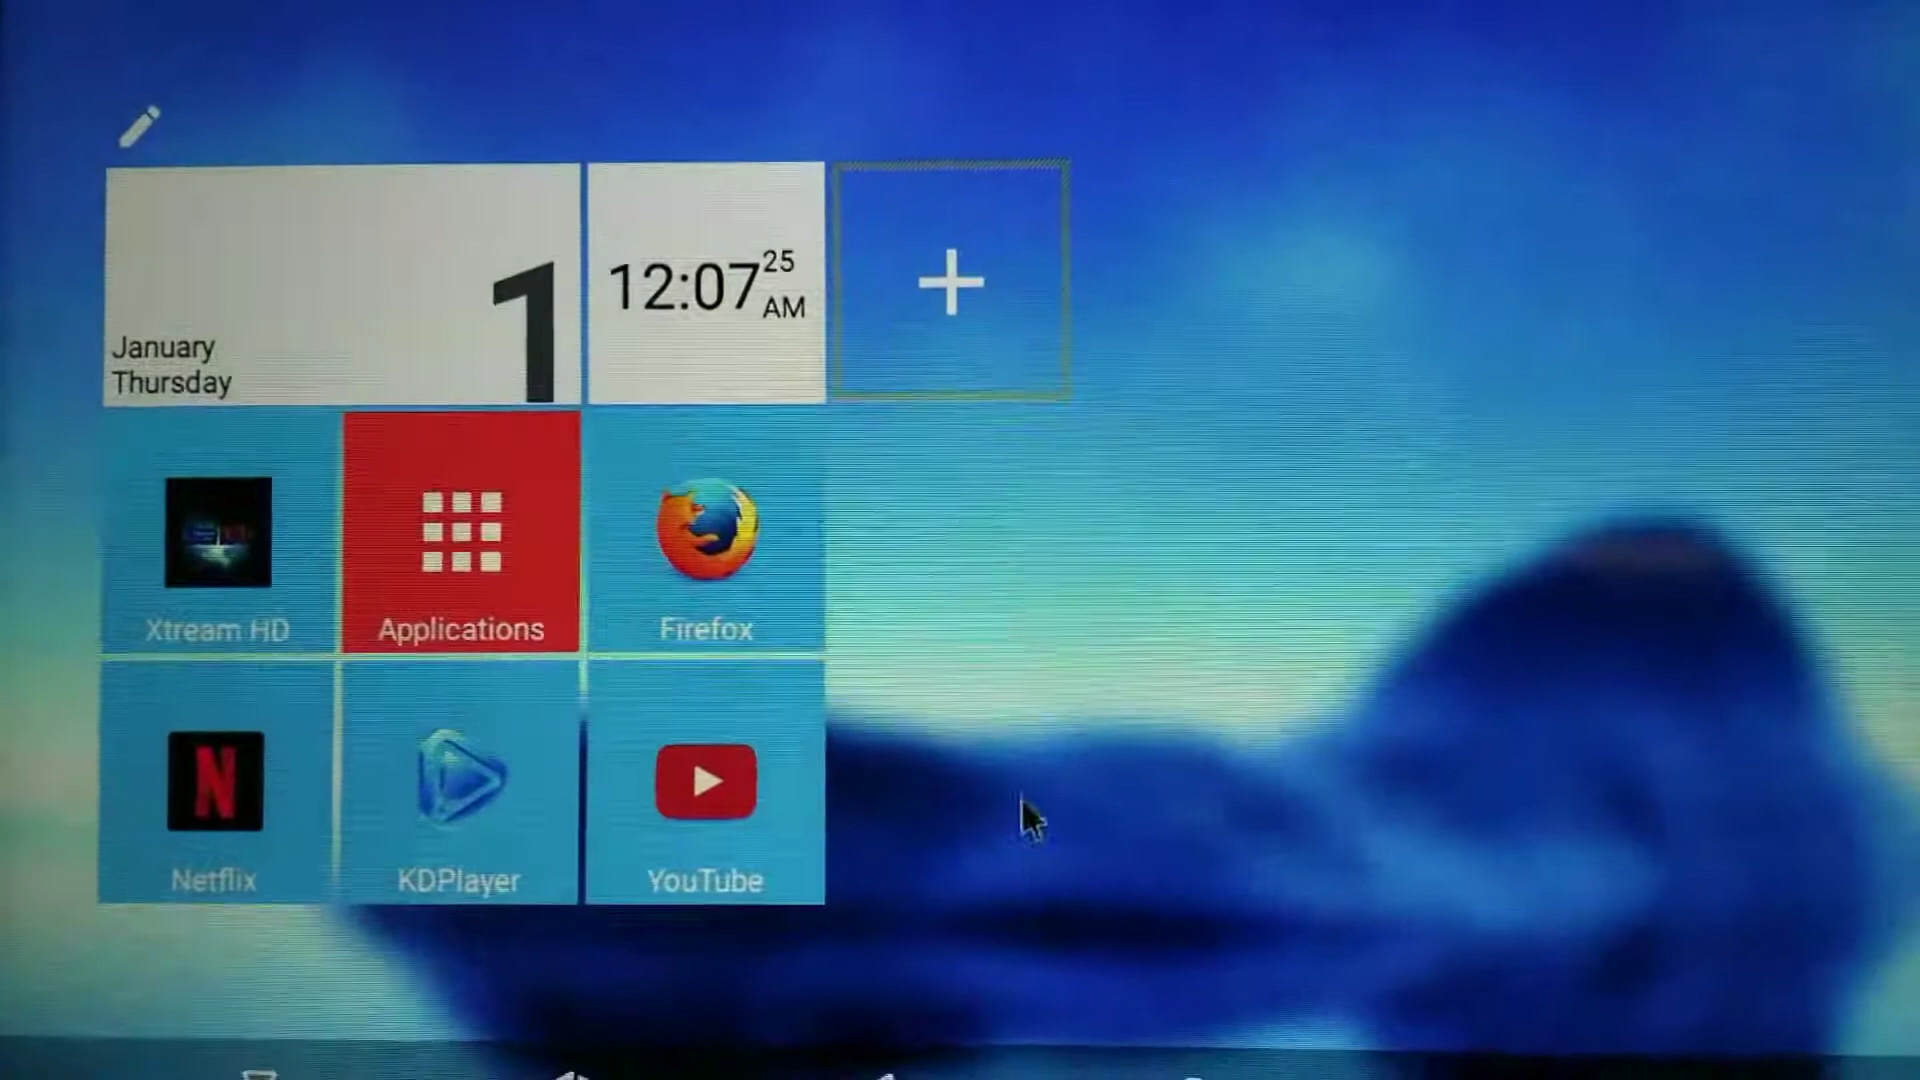 January
Thursday
1
12:07
25
AM
Xtream HD
Applications
Firefox
Netflix
KDPlayer
YouTube